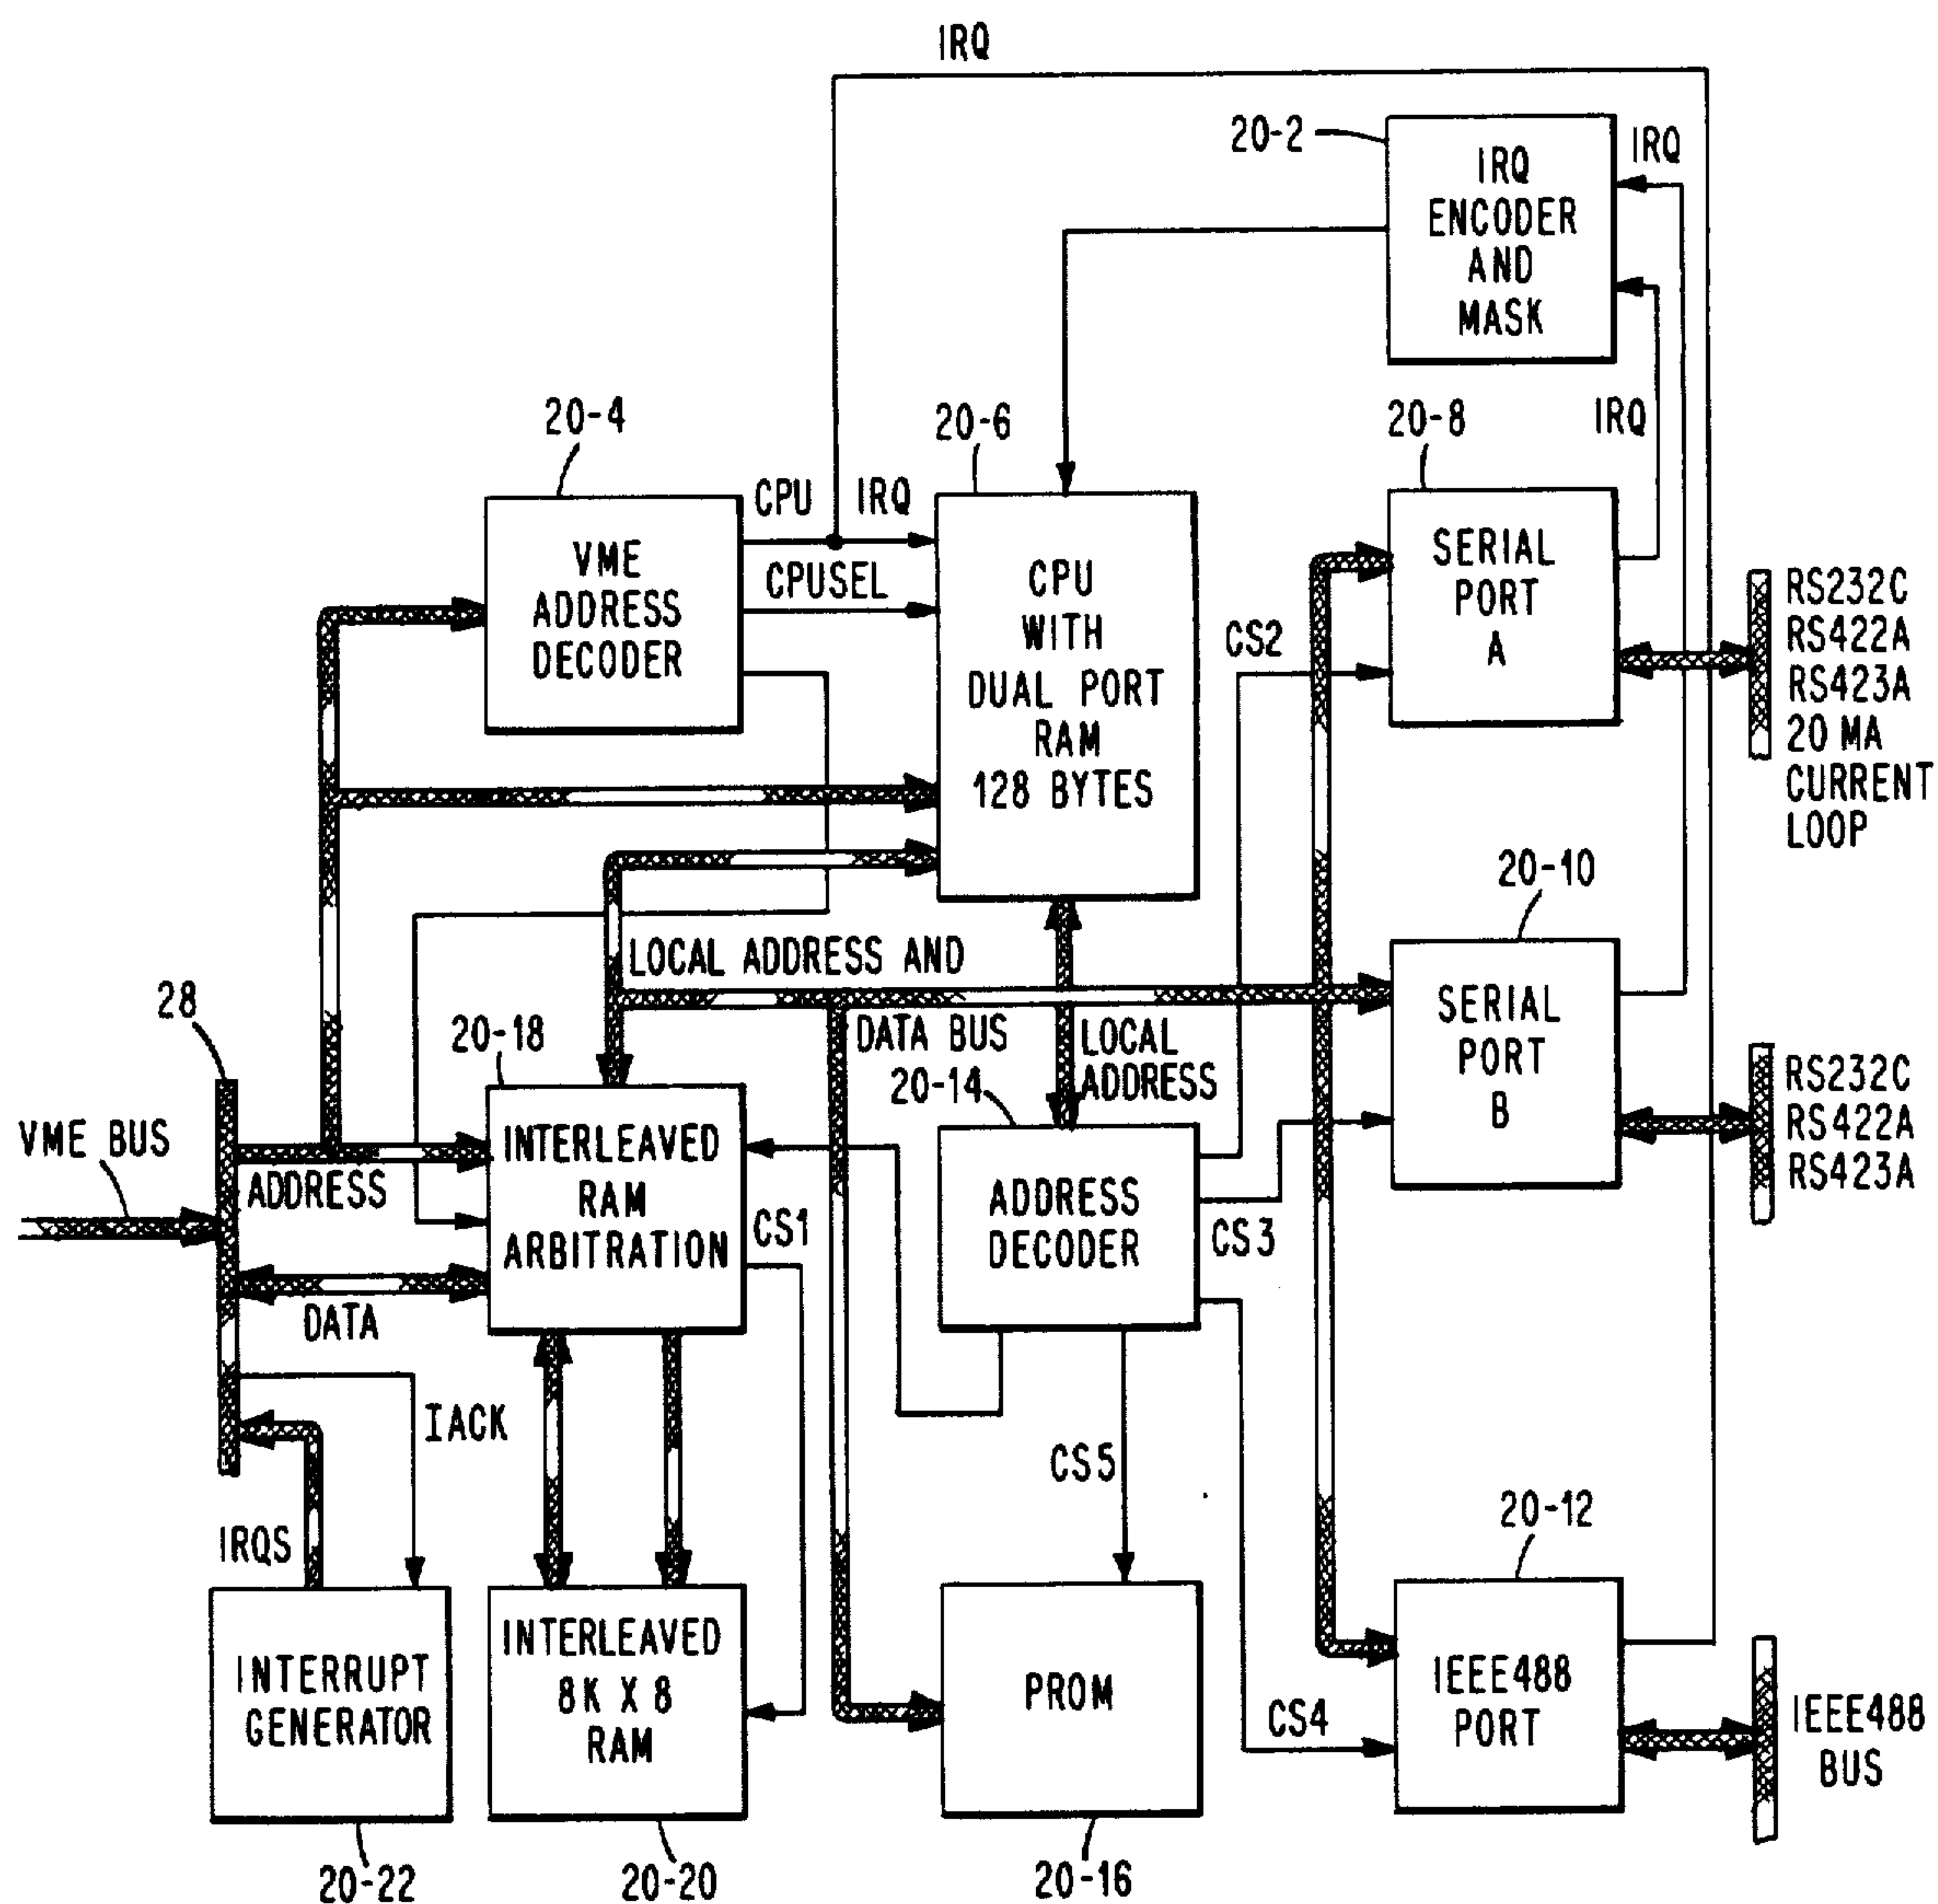 IRQ
20-2
IRQ
ENCODER
AND
MASK
IRQ
IRQ
20-4
VME
ADDRESS
DECODER
CPU
IRQ
CPUSEL
20-6
CPU
WITH
DUAL PORT
RAM
128 BYTES
20-8
SERIAL
PORT
A
CS2
RS232C
RS422A
RS423A
20 MA
CURRENT
LOOP
20-10
SERIAL
PORT
B
RS232C
RS422A
RS423A
LOCAL ADDRESS AND
DATA BUS
LOCAL
ADDRESS
28
VME BUS
ADDRESS
DATA
20-18
INTERLEAVED
RAM
ARBITRATION
CS1
20-14
ADDRESS
DECODER
CS3
CS5
CS4
IACK
IRQS
INTERRUPT
GENERATOR
20-22
INTERLEAVED
8K X 8
RAM
20-20
PROM
20-16
20-12
IEEE488
PORT
IEEE488
BUS